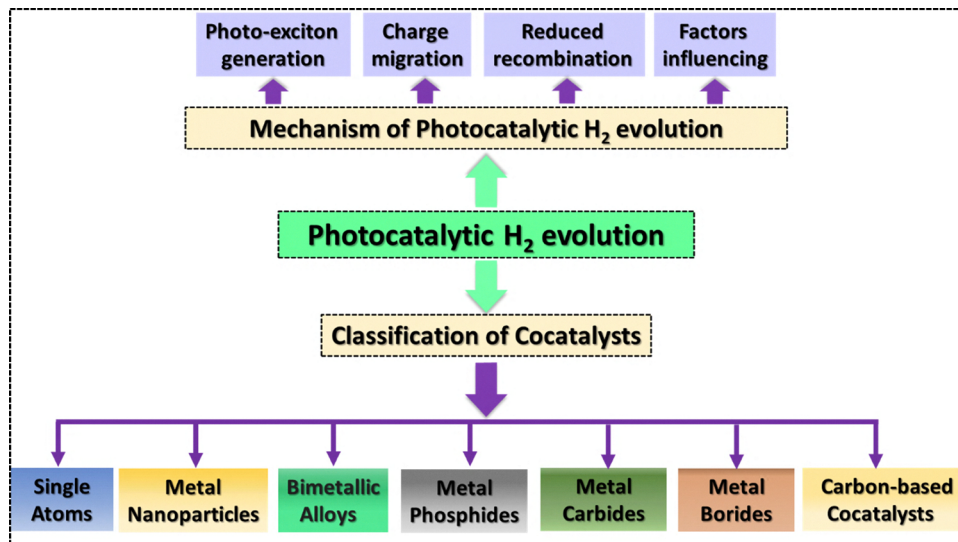 Photo-exciton
generation
Charge
migration
Reduced
recombination
Factors
influencing
Mechanism of Photocatalytic H₂ evolution
Photocatalytic H₂ evolution
Classification of Cocatalysts
Single
Atoms
Metal
Nanoparticles
Bimetallic
Alloys
Metal
Phosphides
Metal
Carbides
Metal
Borides
Carbon-based
Cocatalysts